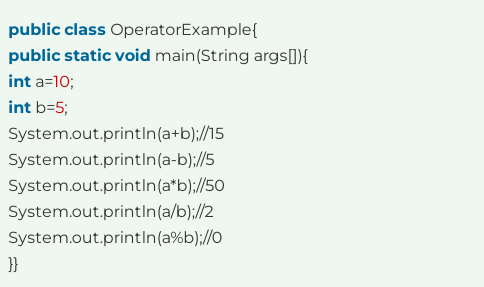 public class OperatorExample{
public static void main(String args[]){
int a=10;
int b=5;
System.out.println(a+b);//15
System.out.println(a-b);//5
System.out.println(a*b);//50
System.out.println(a/b);//2
System.out.println(a%b);//0
}}